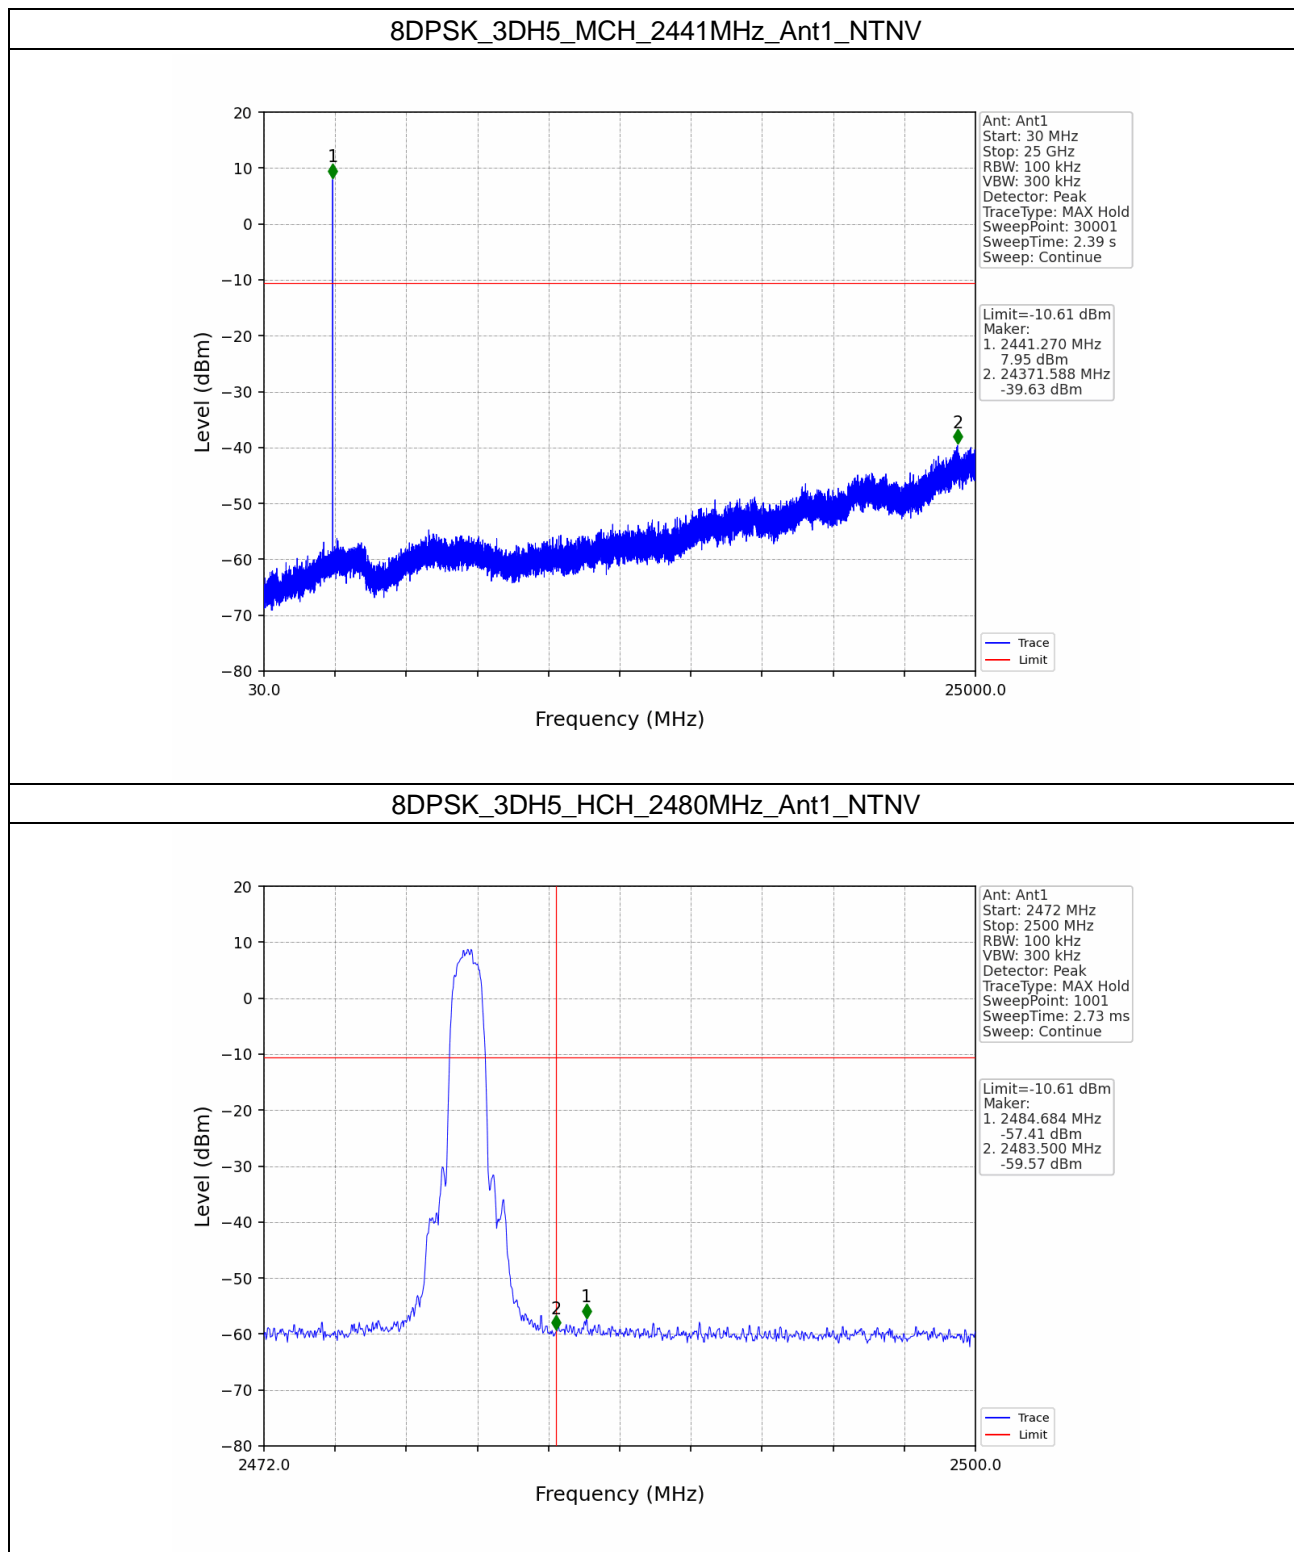 8DPSK_3DH5_MCH_2441MHz_Ant1_NTNV
20
10
0
−10
−20
−30
−40
−50
−60
−70
−80
Level (dBm)
1
2
30.0
25000.0
Frequency (MHz)
Ant: Ant1
Start: 30 MHz
Stop: 25 GHz
RBW: 100 kHz
VBW: 300 kHz
Detector: Peak
TraceType: MAX Hold
SweepPoint: 30001
SweepTime: 2.39 s
Sweep: Continue
Limit=-10.61 dBm
Maker:
1. 2441.270 MHz
7.95 dBm
2. 24371.588 MHz
-39.63 dBm
Trace
Limit
8DPSK_3DH5_HCH_2480MHz_Ant1_NTNV
20
10
0
−10
−20
−30
−40
−50
−60
−70
−80
Level (dBm)
2
1
2472.0
2500.0
Frequency (MHz)
Ant: Ant1
Start: 2472 MHz
Stop: 2500 MHz
RBW: 100 kHz
VBW: 300 kHz
Detector: Peak
TraceType: MAX Hold
SweepPoint: 1001
SweepTime: 2.73 ms
Sweep: Continue
Limit=-10.61 dBm
Maker:
1. 2484.684 MHz
-57.41 dBm
2. 2483.500 MHz
-59.57 dBm
Trace
Limit